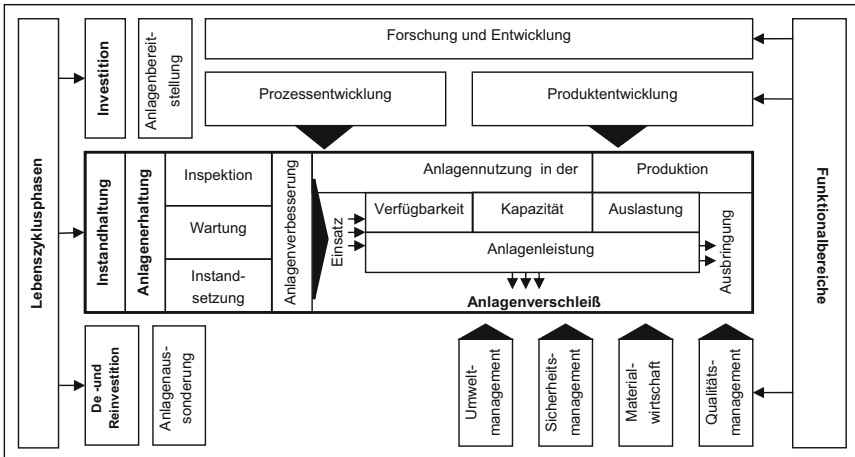 Lebenszyklusphasen
Investition
Anlagenbereit-
stellung
Forschung und Entwicklung
Prozessentwicklung
Produktentwicklung
Funktionalbereiche
Instandhaltung
Anlagenerhaltung
Inspektion
Wartung
Instand-
setzung
Anlagenverbesserung
Anlagennutzung in der
Produktion
Einsatz
Verfügbarkeit
Kapazität
Auslastung
Anlagenleistung
Ausbringung
Anlagenverschleiß
De -und
Reinvestition
Anlagenaus-
sonderung
Umwelt-
management
Sicherheits-
management
Material-
wirtschaft
Qualitäts-
management